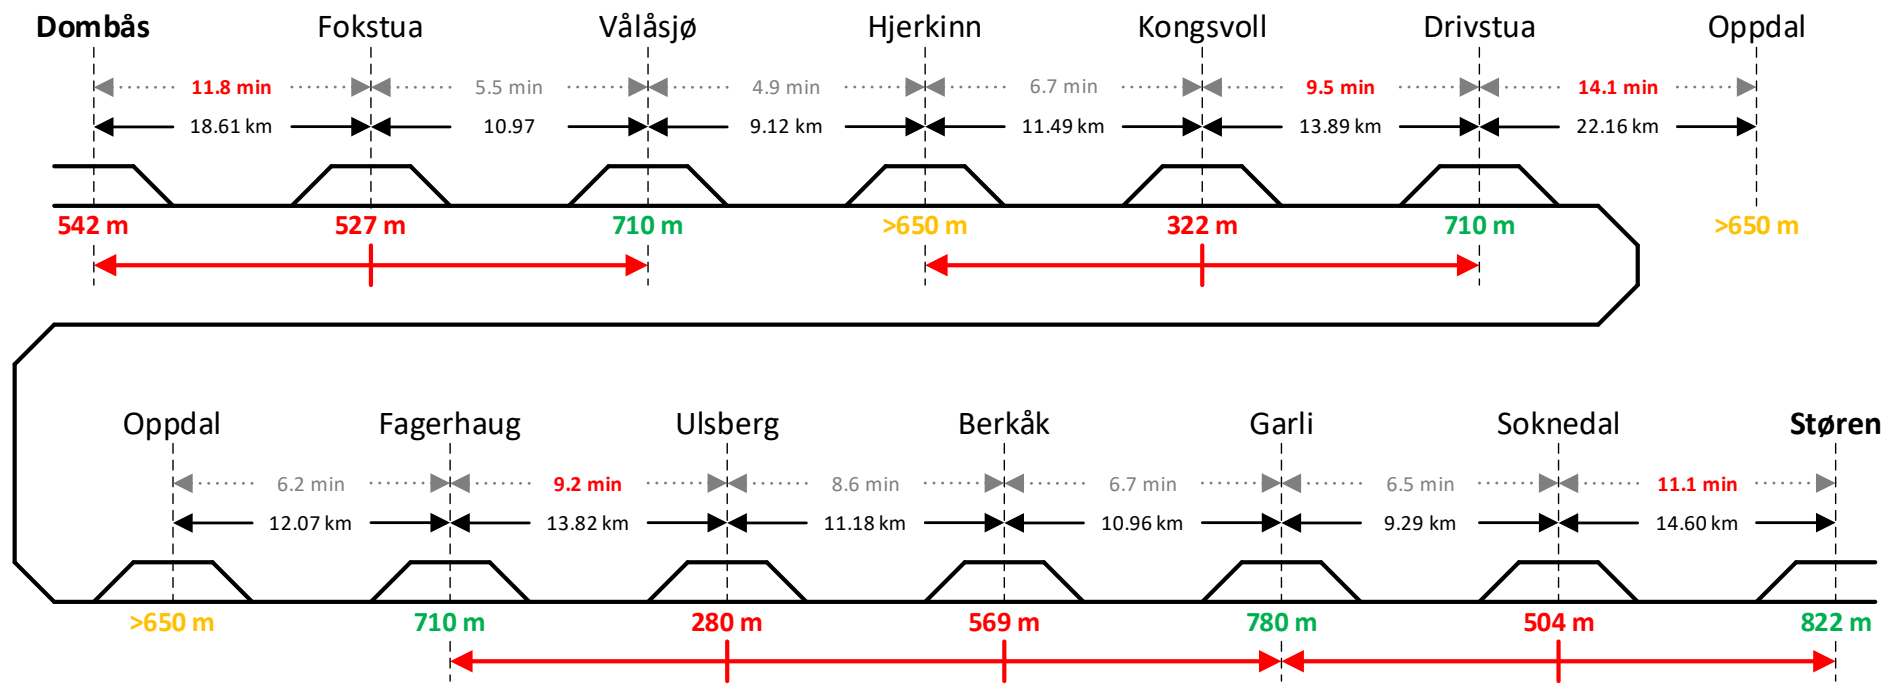 Dombås Fokstua Vålåsjø Hjerkinn Kongsvoll Drivstua Oppdal
11.8 min 5.5 min 4.9 min 6.7 min 9.5 min 14.1 min
18.61 km 10.97 9.12 km 11.49 km 13.89 km 22.16 km
542 m 527 m 710 m >650 m 322 m 710 m >650 m
Oppdal Fagerhaug Ulsberg Berkåk Garli Soknedal Støren
6.2 min 9.2 min 8.6 min 6.7 min 6.5 min 11.1 min
12.07 km 13.82 km 11.18 km 10.96 km 9.29 km 14.60 km
>650 m 710 m 280 m 569 m 780 m 504 m 822 m